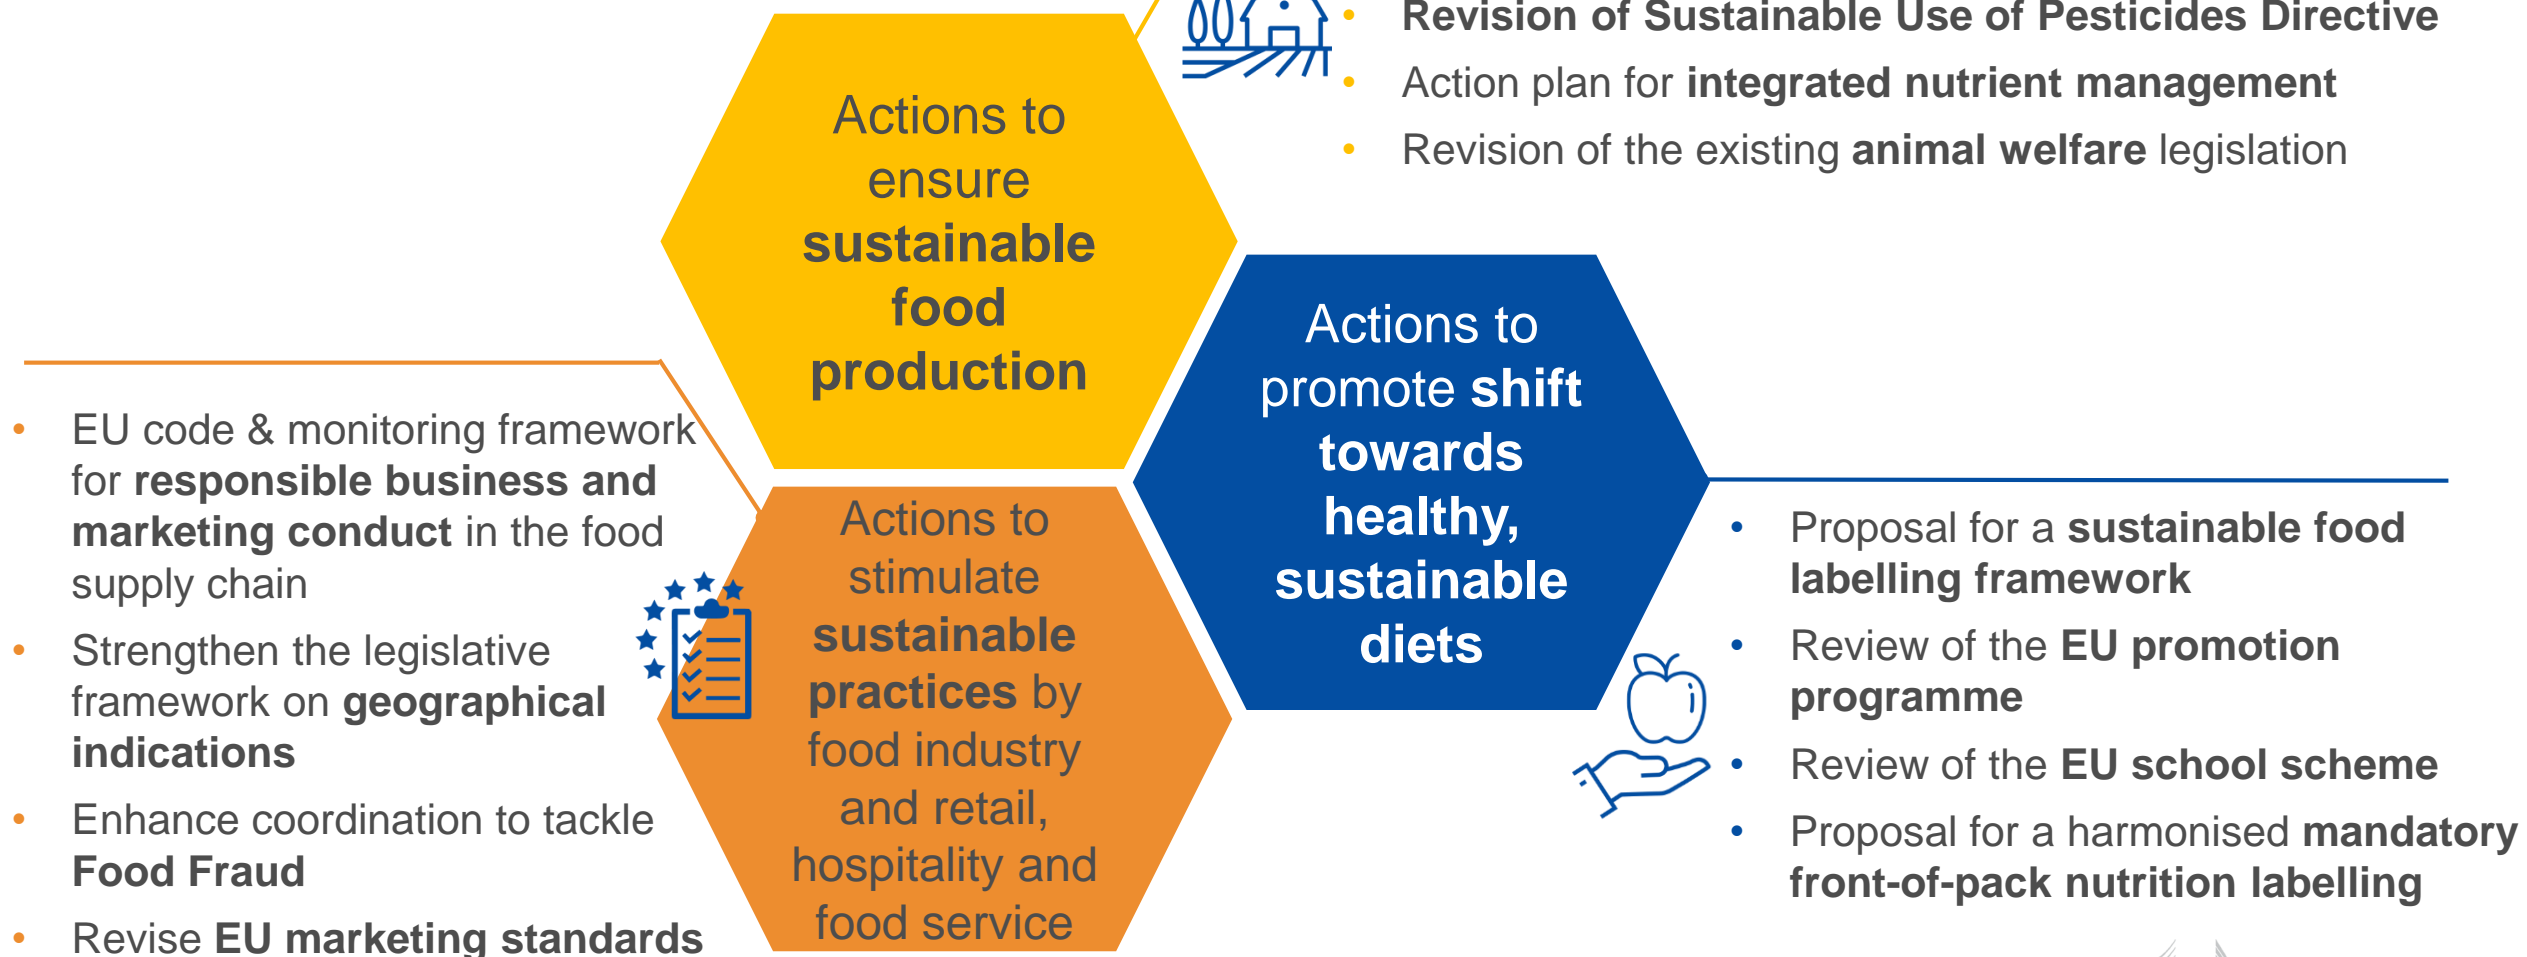 Revision of Sustainable Use of Pesticides Directive
Action plan for integrated nutrient management
Revision of the existing animal welfare legislation
Actions to
ensure
sustainable
food
production
Actions to
promote shift
towards
healthy,
sustainable
diets
EU code & monitoring framework
for responsible business and
marketing conduct in the food
supply chain
Strengthen the legislative
framework on geographical
indications
Enhance coordination to tackle
Food Fraud
Revise EU marketing standards
Actions to
stimulate
sustainable
practices by
food industry
and retail,
hospitality and
food service
Proposal for a sustainable food
labelling framework
Review of the EU promotion
programme
Review of the EU school scheme
Proposal for a harmonised mandatory
front-of-pack nutrition labelling